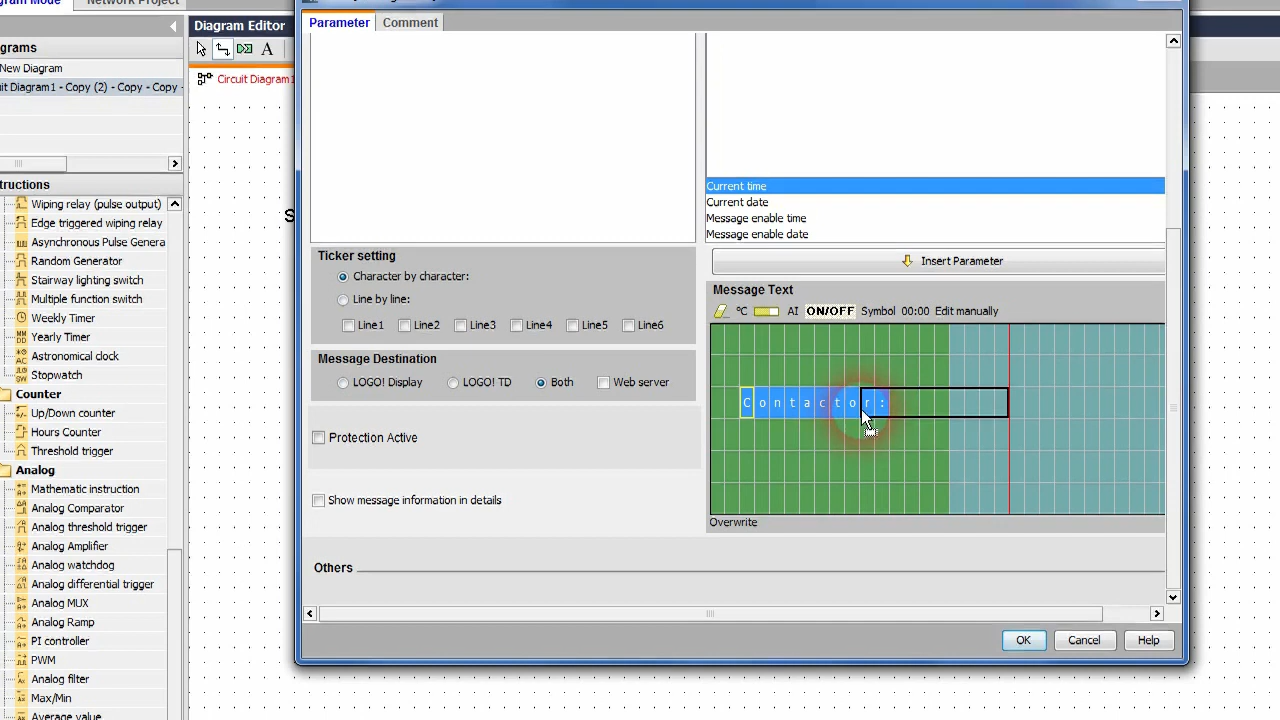 gram Mode
Network Project
Diagram Editor
A
grams
New Diagram
it Diagram1 - Copy (2) - Copy - Copy -
Circuit Diagram1
S
tructions
Wiping relay (pulse output)
Edge triggered wiping relay
Asynchronous Pulse Genera
Random Generator
Stairway lighting switch
Multiple function switch
Weekly Timer
Yearly Timer
Astronomical clock
Stopwatch
Counter
Up/Down counter
Hours Counter
Threshold trigger
Analog
Mathematic instruction
Analog Comparator
Analog threshold trigger
Analog Amplifier
Analog watchdog
Analog differential trigger
Analog MUX
Analog Ramp
PI controller
PWM
Analog filter
Max/Min
Average value
Parameter
Comment
Current time
Current date
Message enable time
Message enable date
Insert Parameter
Ticker setting
Character by character:
Line by line:
Line1 Line2 Line3 Line4 Line5 Line6
Message Destination
LOGO! Display LOGO! TD Both Web server
Protection Active
Show message information in details
Message Text
°C AI ON/OFF Symbol 00:00 Edit manually
Contactor:
Overwrite
Others
OK Cancel Help